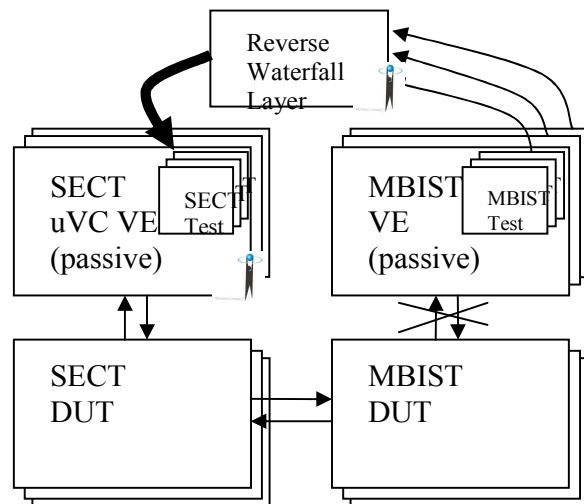 Reverse
Waterfall
Layer
SECT
uVC VE
(passive)
SECT
Test
T
MBIST
VE
(passive)
MBIST
Test
SECT
DUT
MBIST
DUT